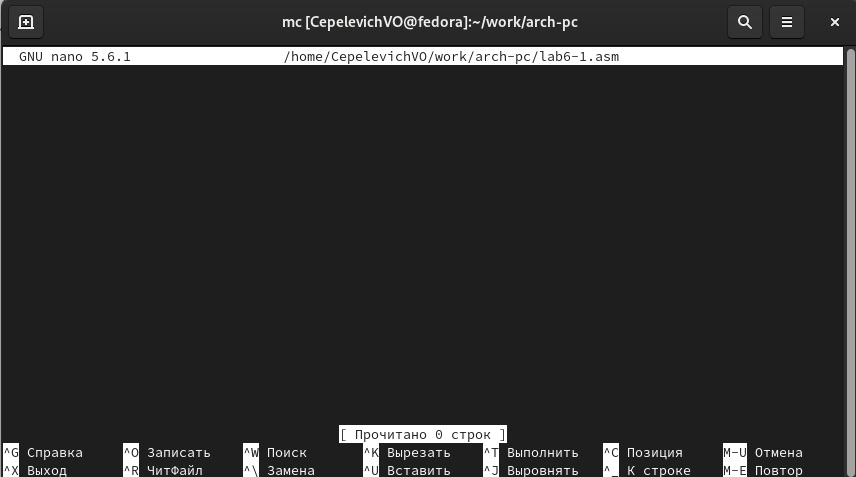 mc [CepelevichVO@fedora]:~/work/arch-pc
GNU nano 5.6.1 /home/CepelevichVO/work/arch-pc/lab6-1.asm
[ Прочитано 0 строк ]
^G Справка ^O Записать ^W Поиск ^K Вырезать ^T Выполнить ^C Позиция M-U Отмена
^X Выход ^R ЧитФайл ^\ Замена ^U Вставить ^J Выровнять ^_ К строке M-E Повтор